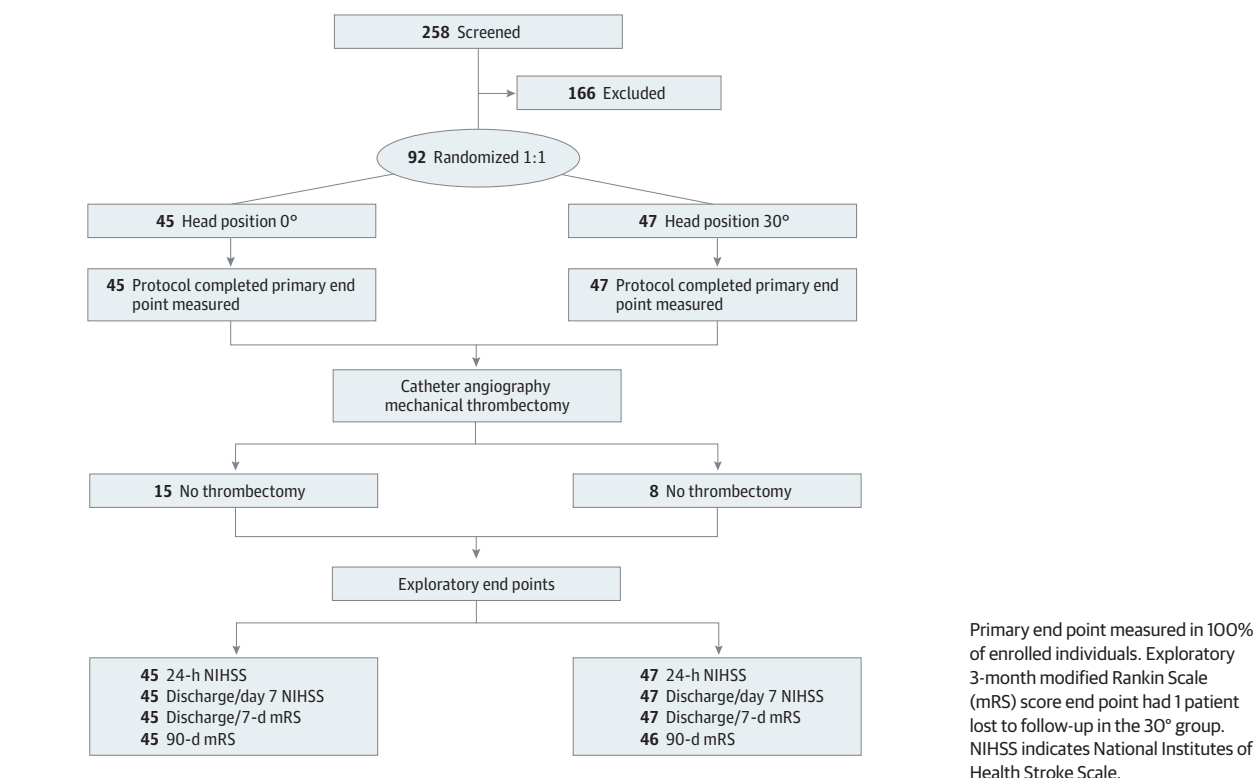 258 Screened
166 Excluded
92 Randomized 1:1
45 Head position 0°
47 Head position 30°
45 Protocol completed primary end
point measured
47 Protocol completed primary end
point measured
Catheter angiography
mechanical thrombectomy
15 No thrombectomy
8 No thrombectomy
Exploratory end points
45 24-h NIHSS
45 Discharge/day 7 NIHSS
45 Discharge/7-d mRS
45 90-d mRS
47 24-h NIHSS
47 Discharge/day 7 NIHSS
47 Discharge/7-d mRS
46 90-d mRS
Primary end point measured in 100%
of enrolled individuals. Exploratory
3-month modified Rankin Scale
(mRS) score end point had 1 patient
lost to follow-up in the 30° group.
NIHSS indicates National Institutes of
Health Stroke Scale.